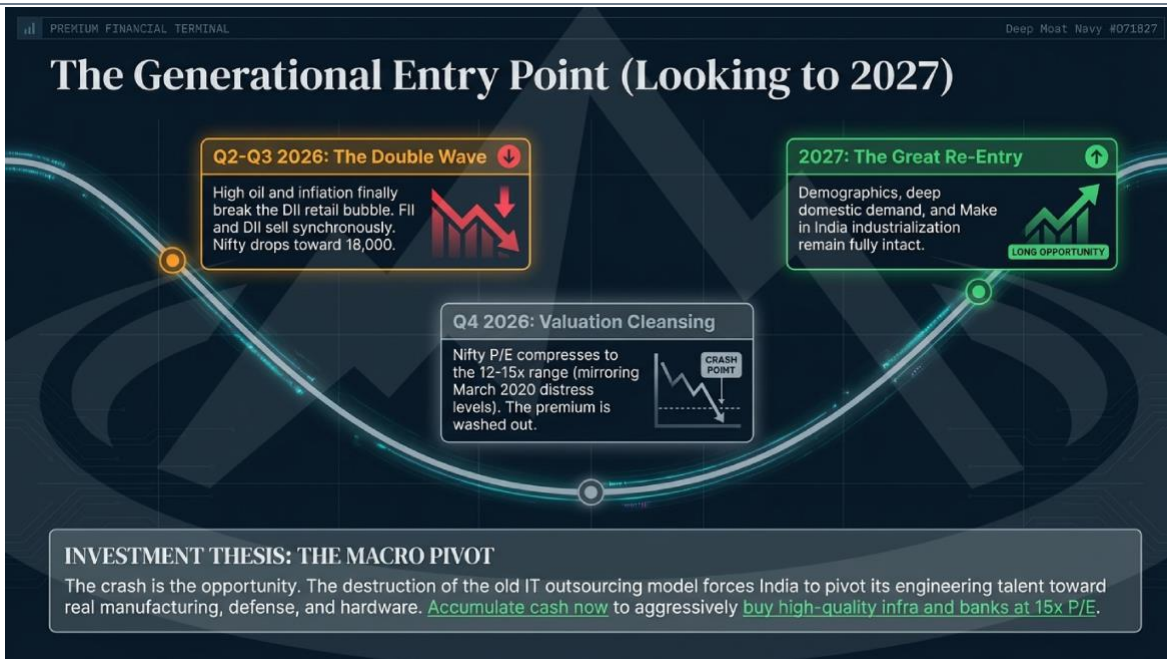 PREMIUM FINANCIAL TERMINAL
Deep Moat Navy #071827
The Generational Entry Point (Looking to 2027)
Q2-Q3 2026: The Double Wave
High oil and infiation finally
break the DII retail bubble. FII
and DII sell synchronously.
Nifty drops toward 18,000.
2027: The Great Re-Entry
Demographics, deep
domestic demand, and Make
in India industrialization
remain fully intact.
LONG OPPORTUNITY
Q4 2026: Valuation Cleansing
Nifty P/E compresses to
the 12-15x range (mirroring
March 2020 distress
levels). The premium is
washed out.
CRASH
POINT
INVESTMENT THESIS: THE MACRO PIVOT
The crash is the opportunity. The destruction of the old IT outsourcing model forces India to pivot its engineering talent toward
real manufacturing, defense, and hardware. Accumulate cash now to aggressively buy high-quality infra and banks at 15x P/E.